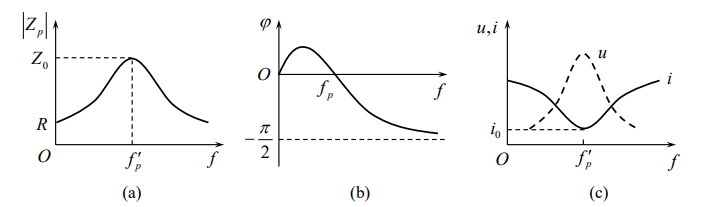 |Z_p|
Z_0
R
O
f'_p
f
(a)
φ
O
f_p
f
-π/2
(b)
u,i
u
i
i_0
O
f'_p
f
(c)